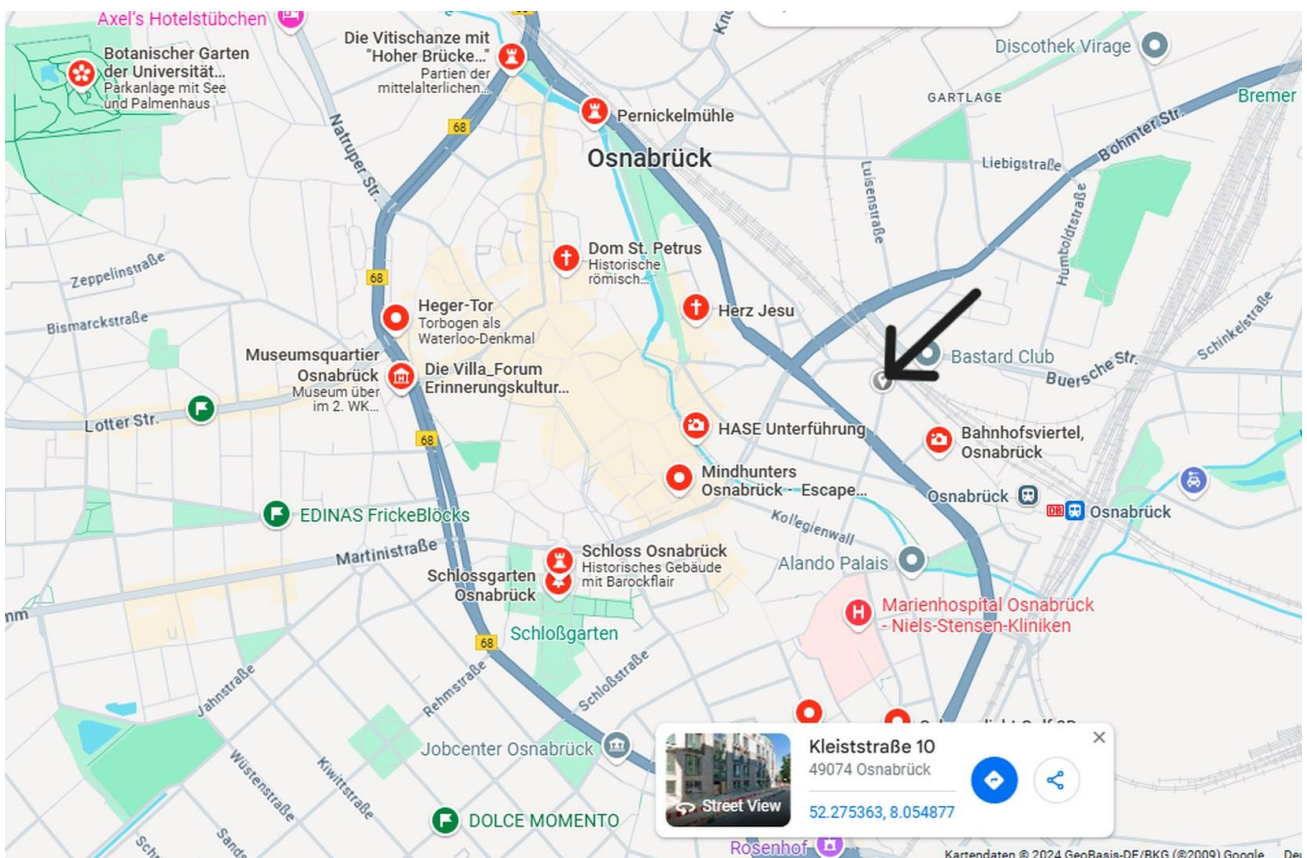 Axel's Hotelstübchen
Botanischer Garten
der Universität...
Parkanlage mit See
und Palmenhaus
Die Vitischanze mit
"Hoher Brücke..."
Partien der
mittelalterlichen...
68
Pernickelmühle
Osnabrück
Natruper Str.
Discothek Virage
GARTLAGE
Bremer
Bohmter Str.
Liebigstraße
Luisenstraße
Humboldtstraße
Zeppelinstraße
68
Dom St. Petrus
Historische
römisch...
Bismarckstraße
Heger-Tor
Torbogen als
Waterloo-Denkmal
Herz Jesu
Schinkelstraße
Museumsquartier
Osnabrück
Museum über
im 2. WK...
Die Villa_Forum
Erinnerungskultur...
Bastard Club
Buersche Str.
Lotter Str.
68
HASE Unterführung
Bahnhofsviertel,
Osnabrück
Mindhunters
Osnabrück - Escape...
Osnabrück
DB
Osnabrück
EDINAS FrickeBlöcks
Kollegienwall
Martinistraße
Schloss Osnabrück
Historisches Gebäude
mit Barockflair
Schlossgarten
Osnabrück
Alando Palais
H
Marienhospital Osnabrück
- Niels-Stensen-Kliniken
Schloßgarten
68
Jahnstraße
Rehmstraße
Schloßstraße
Jobcenter Osnabrück
Wüstenstraße
Kiwitstraße
DOLCE MOMENTO
Kleiststraße 10
49074 Osnabrück
52.275363, 8.054877
Street View
Rosenhof
Kartendaten © 2024 GeoBasis-DE/BKG (©2009) Google